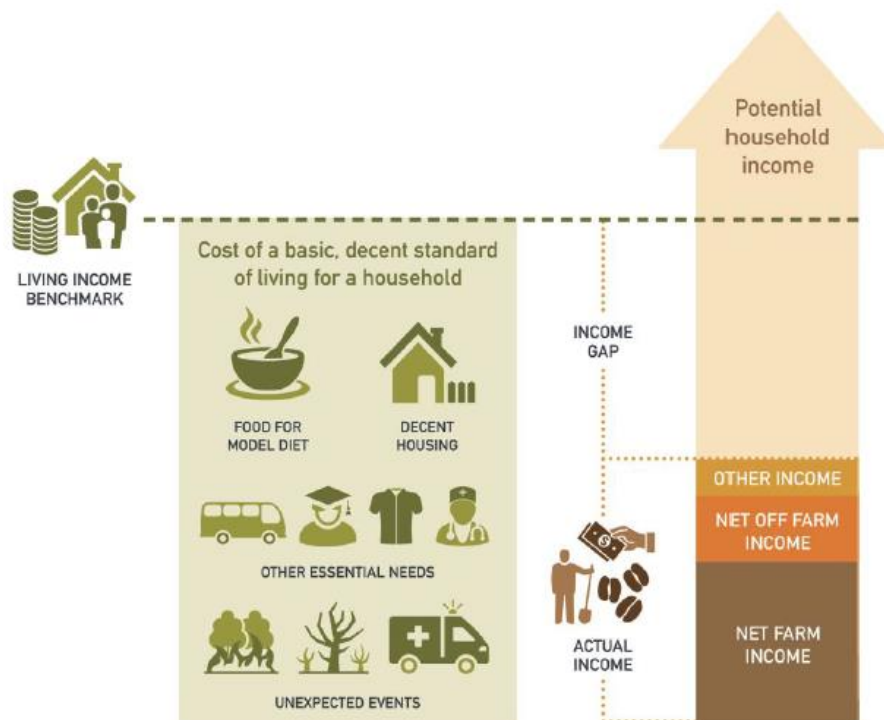 Potential
household
income
LIVING INCOME
BENCHMARK
Cost of a basic, decent standard
of living for a household
FOOD FOR
MODEL DIET
DECENT
HOUSING
OTHER ESSENTIAL NEEDS
UNEXPECTED EVENTS
INCOME
GAP
ACTUAL
INCOME
OTHER INCOME
NET OFF FARM
INCOME
NET FARM
INCOME